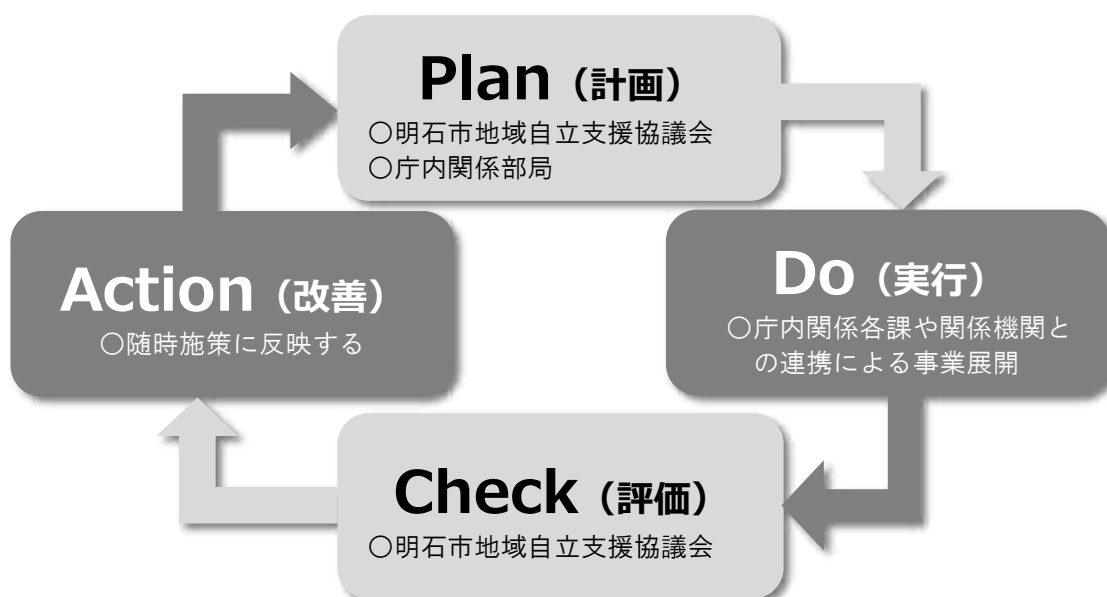 Plan（計画）
○明石市地域自立支援協議会
○庁内関係部局
Do（実行）
○庁内関係各課や関係機関と
の連携による事業展開
Check（評価）
○明石市地域自立支援協議会
Action（改善）
○随時施策に反映する